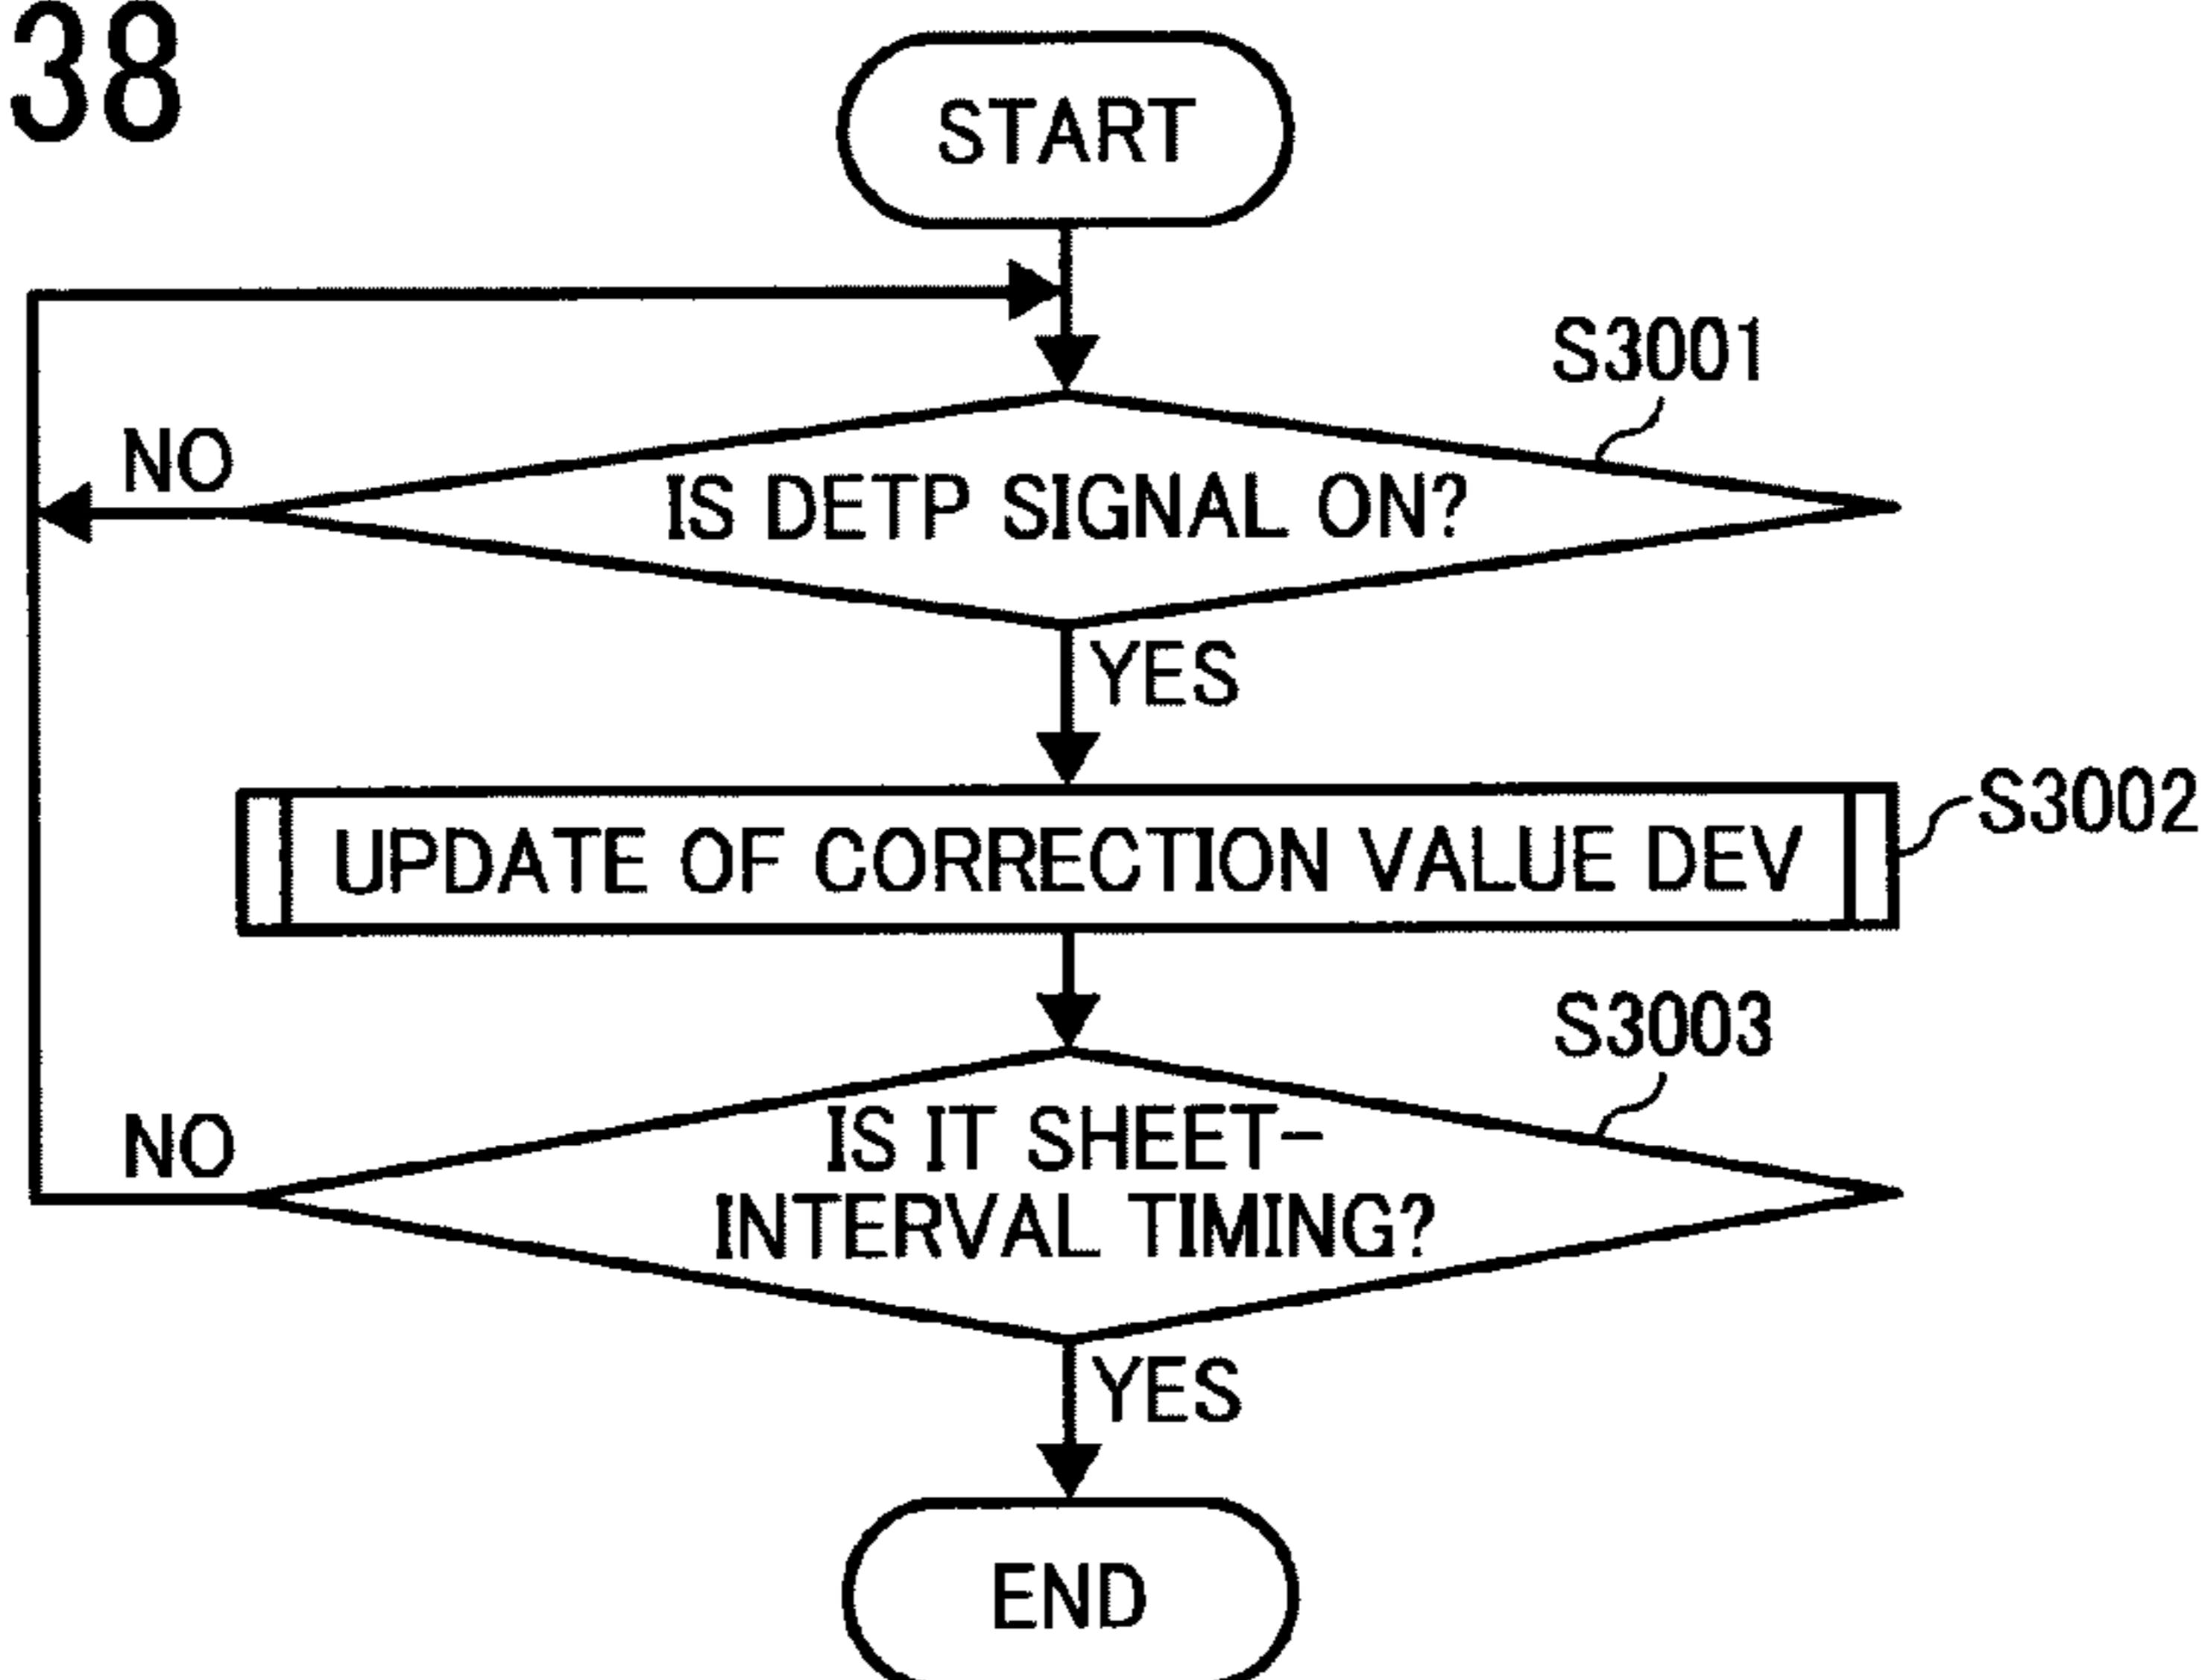 38
START
S3001
NO
IS DETP SIGNAL ON?
YES
S3002
UPDATE OF CORRECTION VALUE DEV
S3003
NO
IS IT SHEET-
INTERVAL TIMING?
YES
END